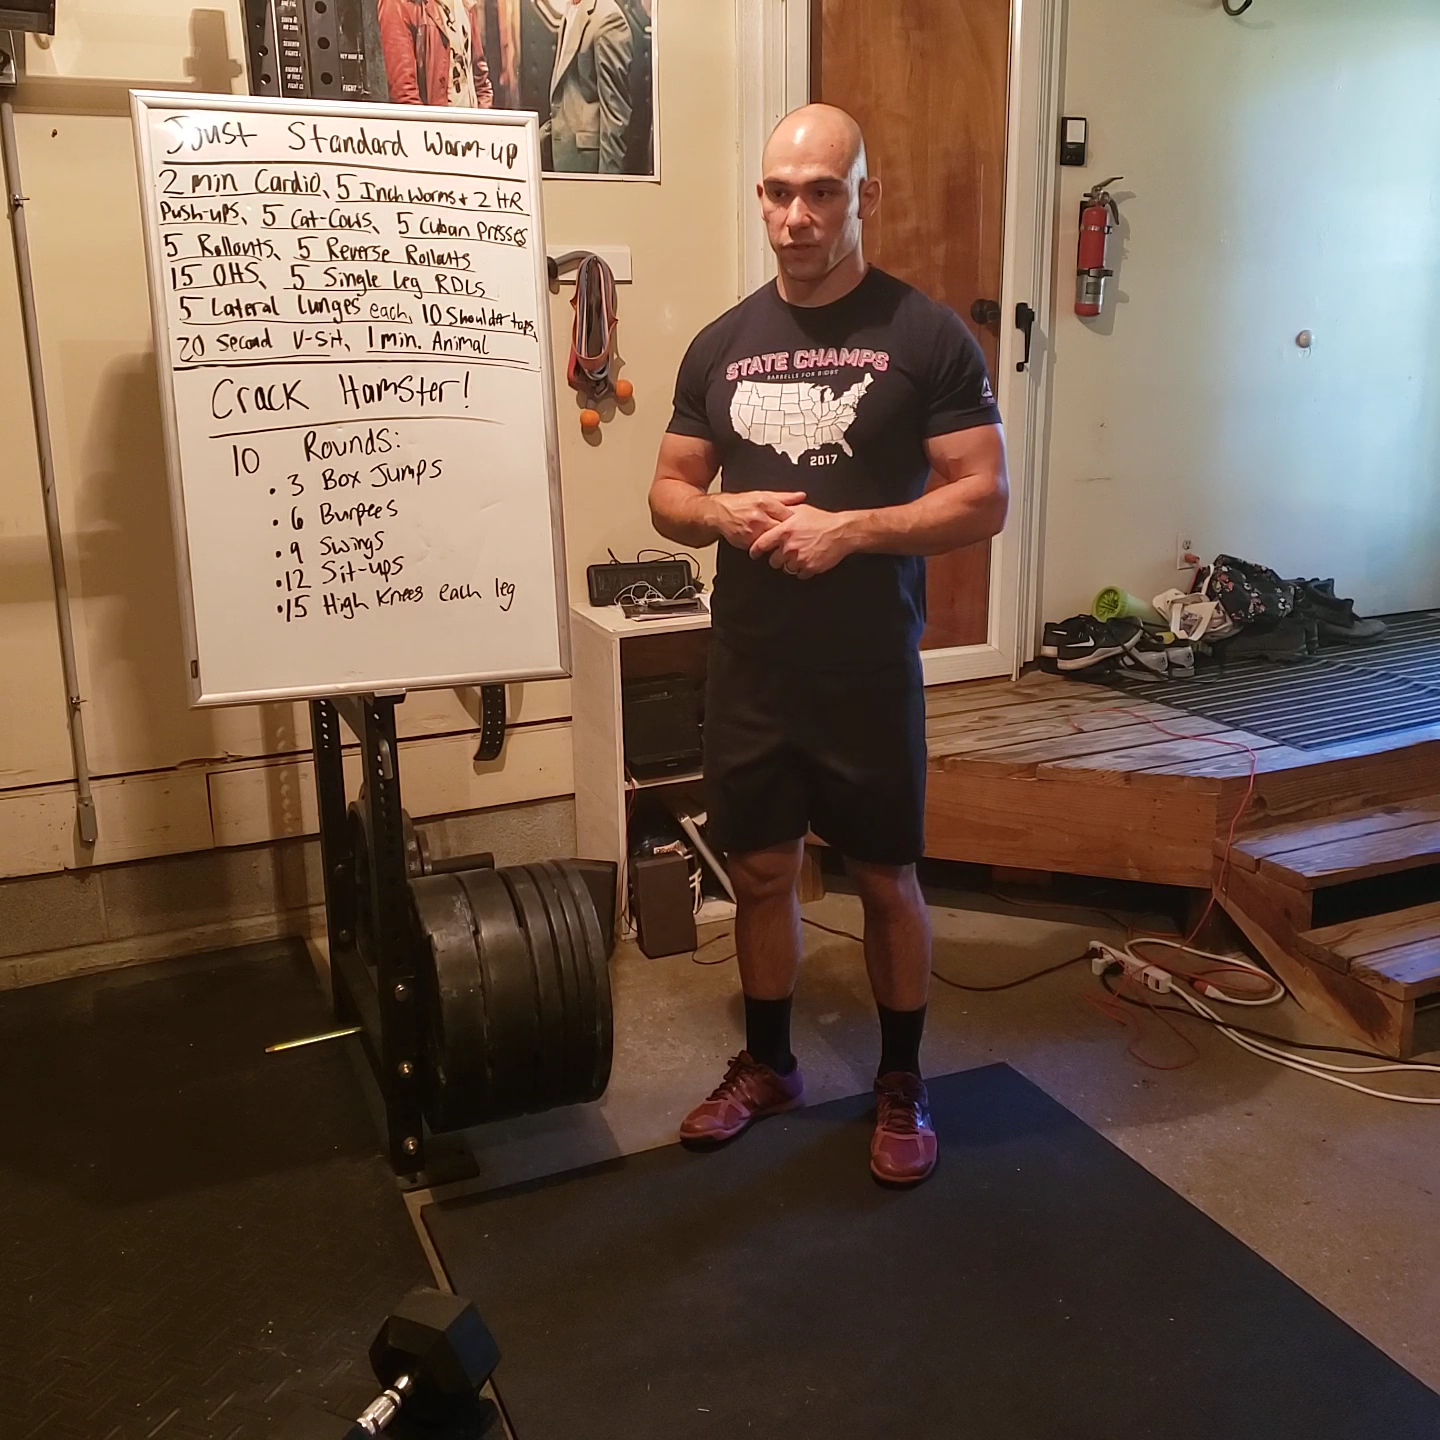 Joust Standard Warm-up
2 min Cardio, 5 Inch Worms + 2 HR
Push-ups, 5 Cat-Cows, 5 Cuban Presses
5 Rollouts, 5 Reverse Rollouts
15 OHS, 5 Single leg RDLs
5 Lateral lunges each, 10 Shoulder taps,
20 Second V-Sit, 1 min. Animal
Crack Hamster!
10 Rounds:
• 3 Box Jumps
• 6 Burpees
• 9 Swings
• 12 Sit-ups
• 15 High Knees each leg
STATE CHAMPS
BARBELLS FOR BOOBS
2017
FIGHT